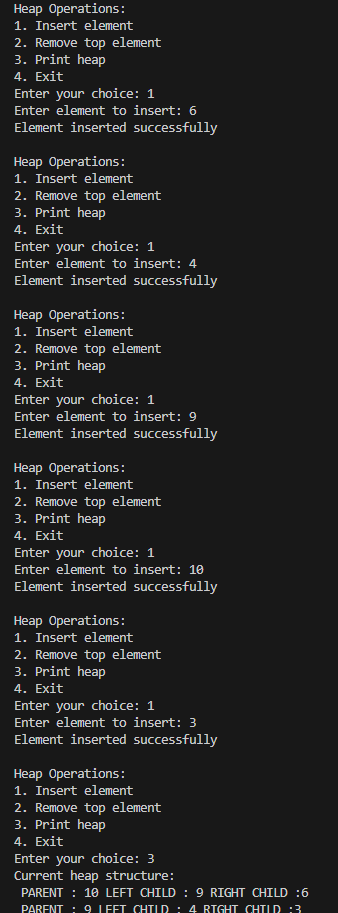 Heap Operations:
1. Insert element
2. Remove top element
3. Print heap
4. Exit
Enter your choice: 1
Enter element to insert: 6
Element inserted successfully
Heap Operations:
1. Insert element
2. Remove top element
3. Print heap
4. Exit
Enter your choice: 1
Enter element to insert: 4
Element inserted successfully
Heap Operations:
1. Insert element
2. Remove top element
3. Print heap
4. Exit
Enter your choice: 1
Enter element to insert: 9
Element inserted successfully
Heap Operations:
1. Insert element
2. Remove top element
3. Print heap
4. Exit
Enter your choice: 1
Enter element to insert: 10
Element inserted successfully
Heap Operations:
1. Insert element
2. Remove top element
3. Print heap
4. Exit
Enter your choice: 1
Enter element to insert: 3
Element inserted successfully
Heap Operations:
1. Insert element
2. Remove top element
3. Print heap
4. Exit
Enter your choice: 3
Current heap structure:
PARENT : 10 LEFT CHILD : 9 RIGHT CHILD :6
PARENT : 9 LEFT CHILD : 4 RIGHT CHILD :3